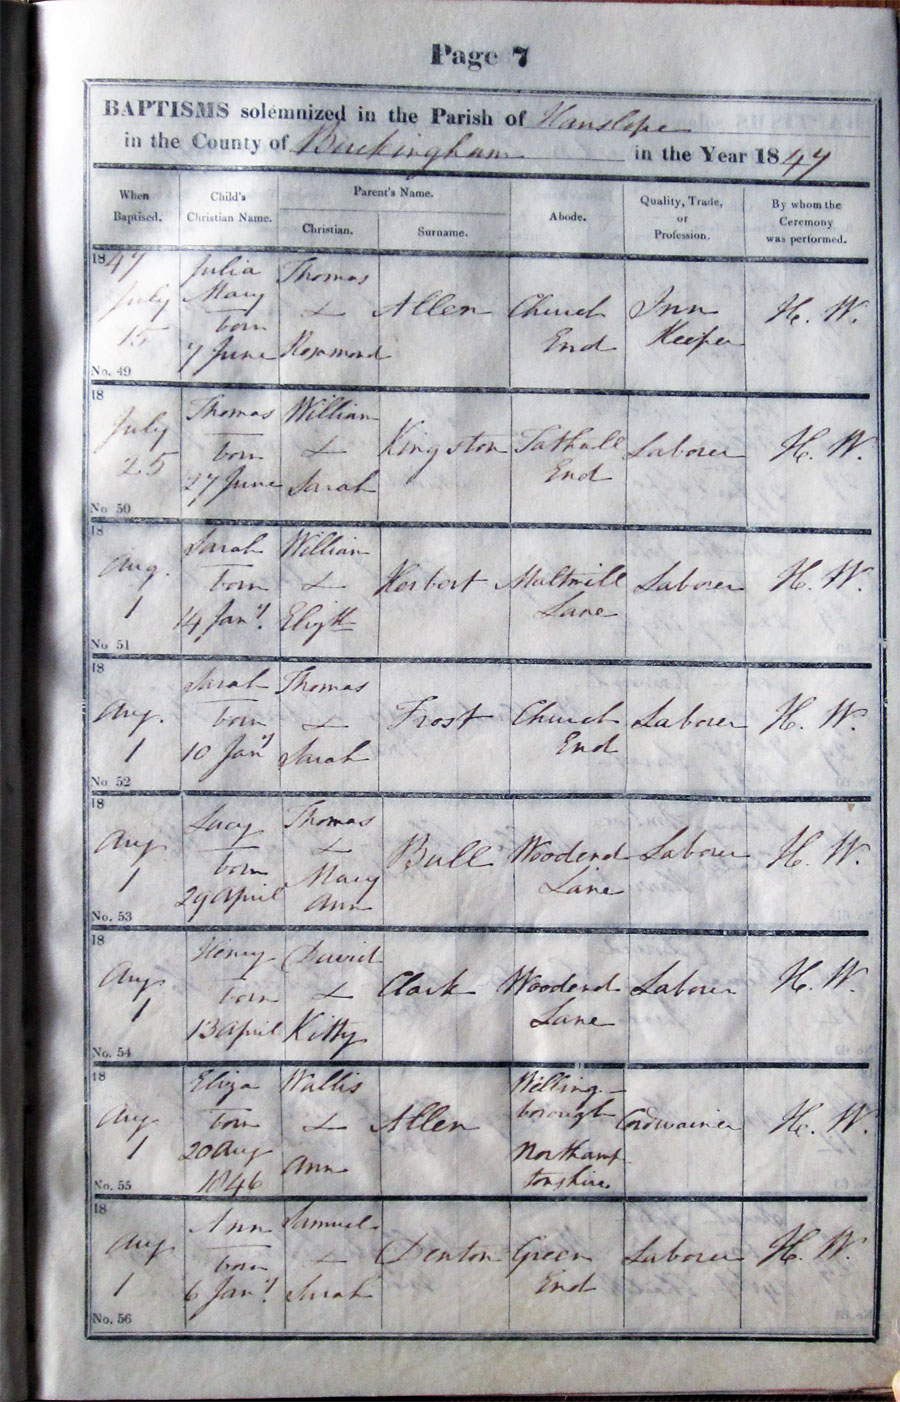 Page 7
BAPTISMS solemnized in the Parish of Hanslope
in the County of Buckingham in the Year 1847
When Baptised.
Child's Christian Name.
Parent's Name.
Christian.
Surname.
Abode.
Quality, Trade, or Profession.
By whom the Ceremony was performed.
1847 July 15
No. 49
Julia Mary born 7 June
Thomas & Rosamond
Allen
Church End
Inn Keeper
H. W.
18 July 25
No. 50
Thomas born 27 June
William & Sarah
Kingston
Tathall End
Laborer
H. W.
18 Aug. 1
No. 51
Sarah born 14 Jany.
William & Elizth
Herbert
Maltmill Lane
Laborer
H. W.
18 Aug. 1
No. 52
Sarah born 10 Jany
Thomas & Sarah
Frost
Church End
Laborer
H. W.
18 Aug 1
No. 53
Lucy born 29 April
Thomas & Mary Ann
Bull
Woodend Lane
Laborer
H. W.
18 Aug 1
No. 54
Henry born 13 April
David & Kitty
Clark
Woodend Lane
Laborer
H. W.
18 Aug 1
No. 55
Eliza born 20 Aug 1846
Wallis & Ann
Allen
Welling-borough Northamp-tonshire
Cordwainer
H. W.
18 Aug 1
No. 56
Ann born 6 Jany.
Samuel & Sarah
Denton
Green End
Laborer
H. W.